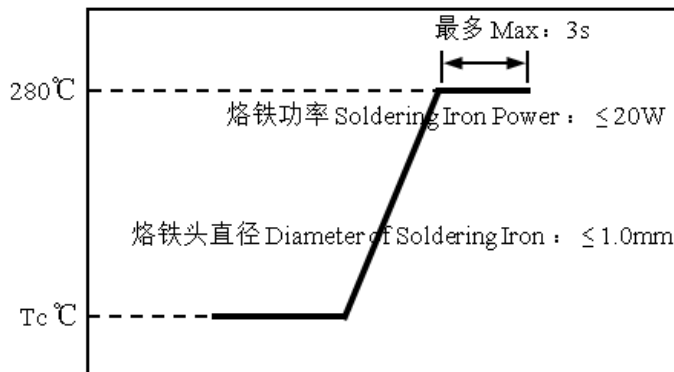 最多 Max：3s
280℃
烙铁功率 Soldering Iron Power： ≤20W
烙铁头直径 Diameter of Soldering Iron： ≤1.0mm
Tc℃